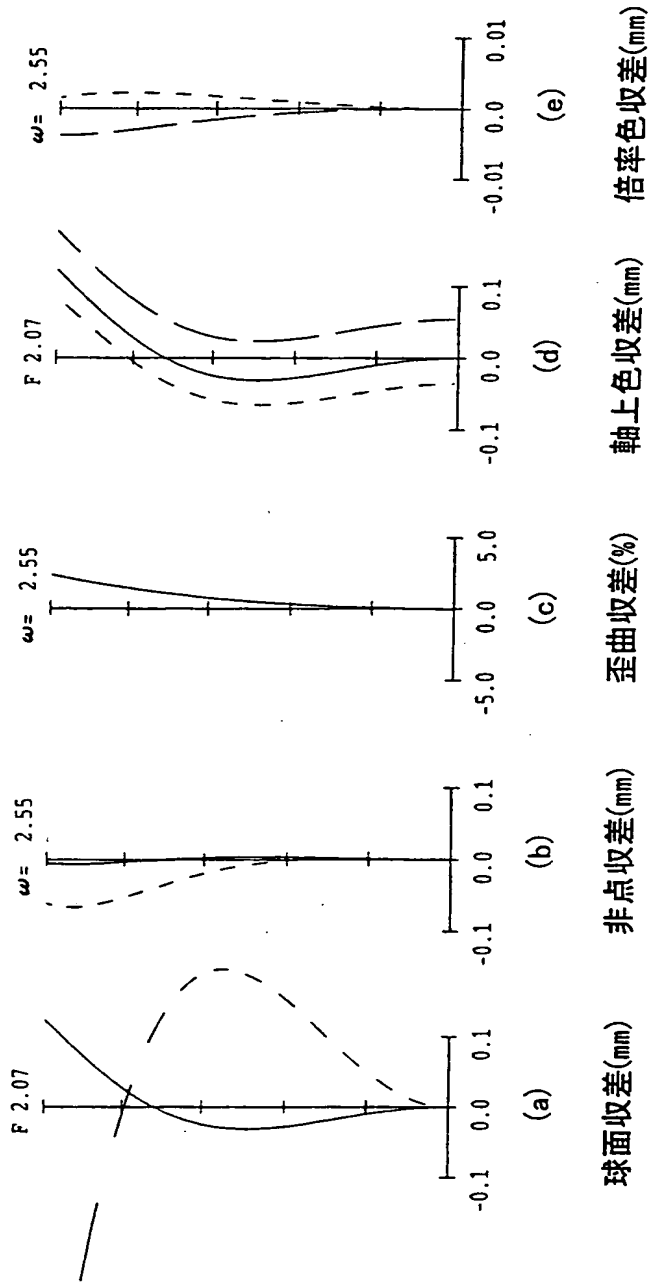 F 2.07
-0.1 0.0 0.1
(a)
球面収差(mm)
ω= 2.55
-0.1 0.0 0.1
(b)
非点収差(mm)
ω= 2.55
-5.0 0.0 5.0
(c)
歪曲収差(%)
F 2.07
-0.1 0.0 0.1
(d)
軸上色収差(mm)
ω= 2.55
-0.01 0.0 0.01
(e)
倍率色収差(mm)